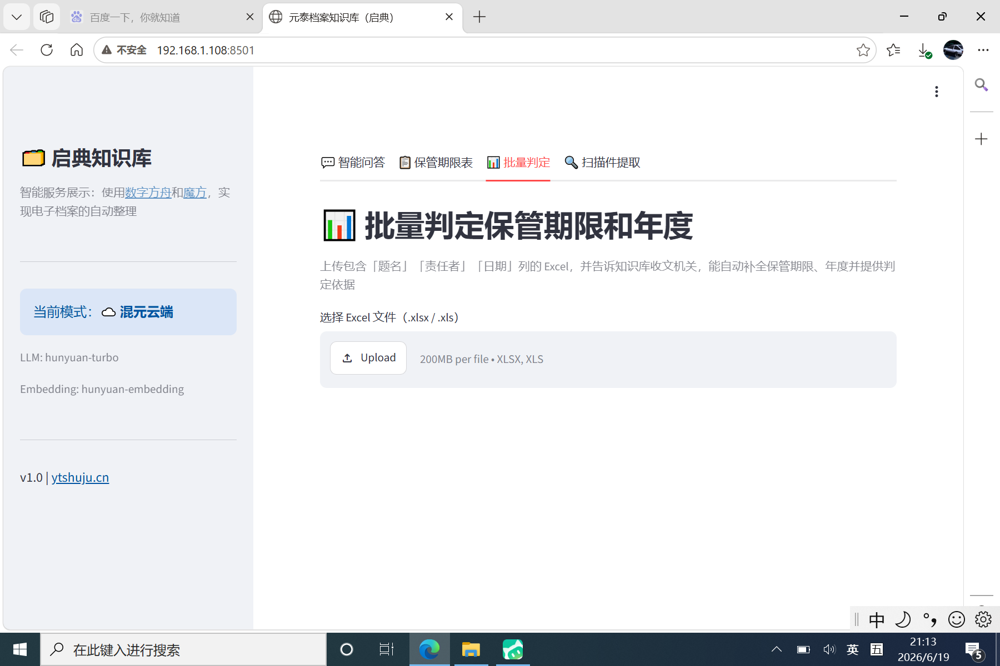 百度一下，你就知道
元泰档案知识库（启典）
不安全 192.168.1.108:8501
启典知识库
智能服务展示：使用数字方舟和魔方，实
现电子档案的自动整理
当前模式： 混元云端
LLM: hunyuan-turbo
Embedding: hunyuan-embedding
v1.0 | ytshuju.cn
智能问答 保管期限表 批量判定 扫描件提取
批量判定保管期限和年度
上传包含「题名」「责任者」「日期」列的 Excel，并告诉知识库收文机关，能自动补全保管期限、年度并提供判
定依据
选择 Excel 文件（.xlsx / .xls）
Upload 200MB per file • XLSX, XLS
中
在此键入进行搜索
英 五
21:13
2026/6/19
5